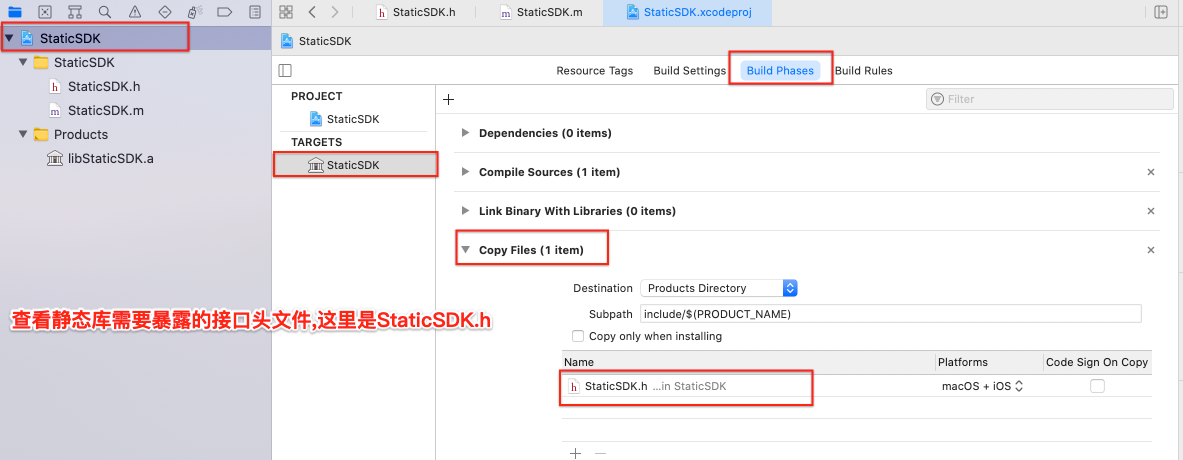 StaticSDK.h
StaticSDK.m
StaticSDK.xcodeproj
StaticSDK
StaticSDK
StaticSDK.h
StaticSDK.m
Products
libStaticSDK.a
StaticSDK
Resource Tags
Build Settings
Build Phases
Build Rules
PROJECT
StaticSDK
TARGETS
StaticSDK
Filter
Dependencies (0 items)
Compile Sources (1 item)
Link Binary With Libraries (0 items)
Copy Files (1 item)
Destination Products Directory
Subpath include/$(PRODUCT_NAME)
Copy only when installing
Name Platforms Code Sign On Copy
StaticSDK.h ...in StaticSDK macOS + iOS
查看静态库需要暴露的接口头文件,这里是StaticSDK.h